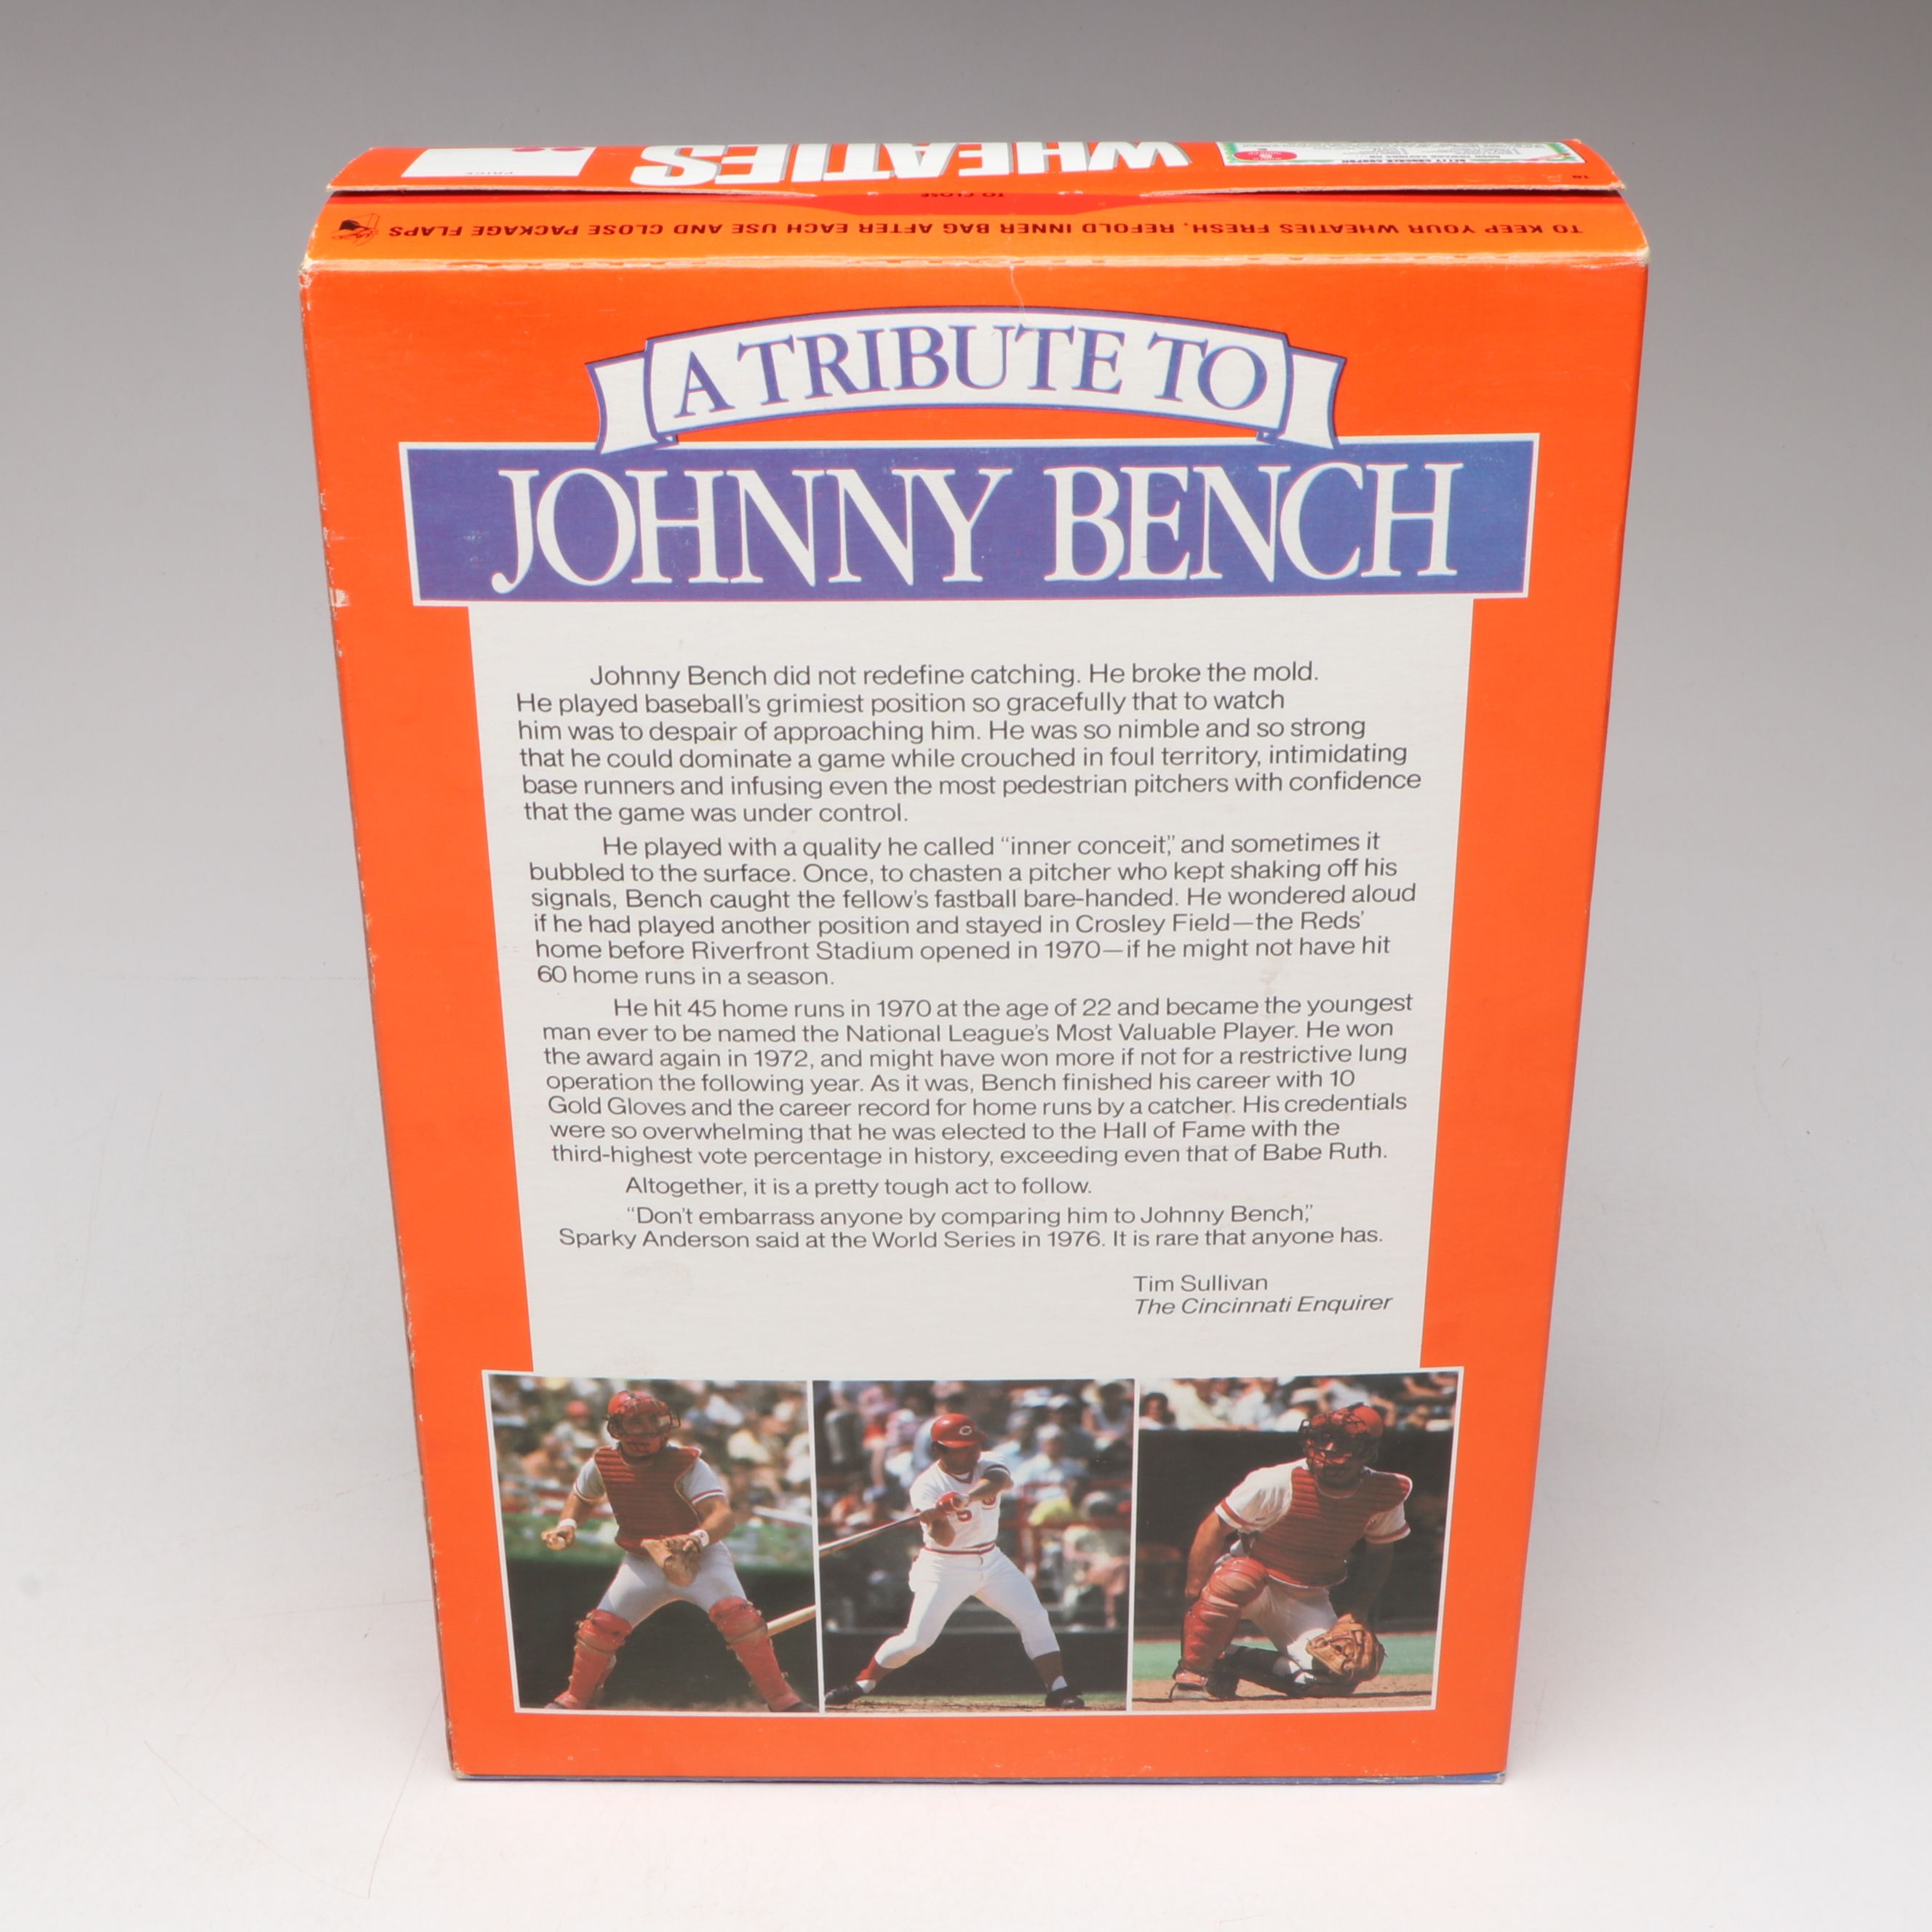 WHEATIES
PRICE
TO CLOSE
TO KEEP YOUR WHEATIES FRESH, REFOLD INNER BAG AFTER EACH USE AND CLOSE PACKAGE FLAPS
A TRIBUTE TO
JOHNNY BENCH
Johnny Bench did not redefine catching. He broke the mold.
He played baseball's grimiest position so gracefully that to watch
him was to despair of approaching him. He was so nimble and so strong
that he could dominate a game while crouched in foul territory, intimidating
base runners and infusing even the most pedestrian pitchers with confidence
that the game was under control.
He played with a quality he called “inner conceit,” and sometimes it
bubbled to the surface. Once, to chasten a pitcher who kept shaking off his
signals, Bench caught the fellow's fastball bare-handed. He wondered aloud
if he had played another position and stayed in Crosley Field—the Reds'
home before Riverfront Stadium opened in 1970—if he might not have hit
60 home runs in a season.
He hit 45 home runs in 1970 at the age of 22 and became the youngest
man ever to be named the National League's Most Valuable Player. He won
the award again in 1972, and might have won more if not for a restrictive lung
operation the following year. As it was, Bench finished his career with 10
Gold Gloves and the career record for home runs by a catcher. His credentials
were so overwhelming that he was elected to the Hall of Fame with the
third-highest vote percentage in history, exceeding even that of Babe Ruth.
Altogether, it is a pretty tough act to follow.
“Don't embarrass anyone by comparing him to Johnny Bench,”
Sparky Anderson said at the World Series in 1976. It is rare that anyone has.
Tim Sullivan
The Cincinnati Enquirer
C
5